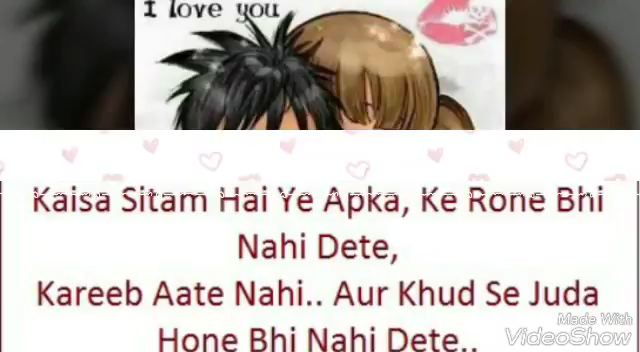 I love you
Kaisa Sitam Hai Ye Apka, Ke Rone Bhi
Nahi Dete,
Kareeb Aate Nahi.. Aur Khud Se Juda
Hone Bhi Nahi Dete..
Made With
VideoShow